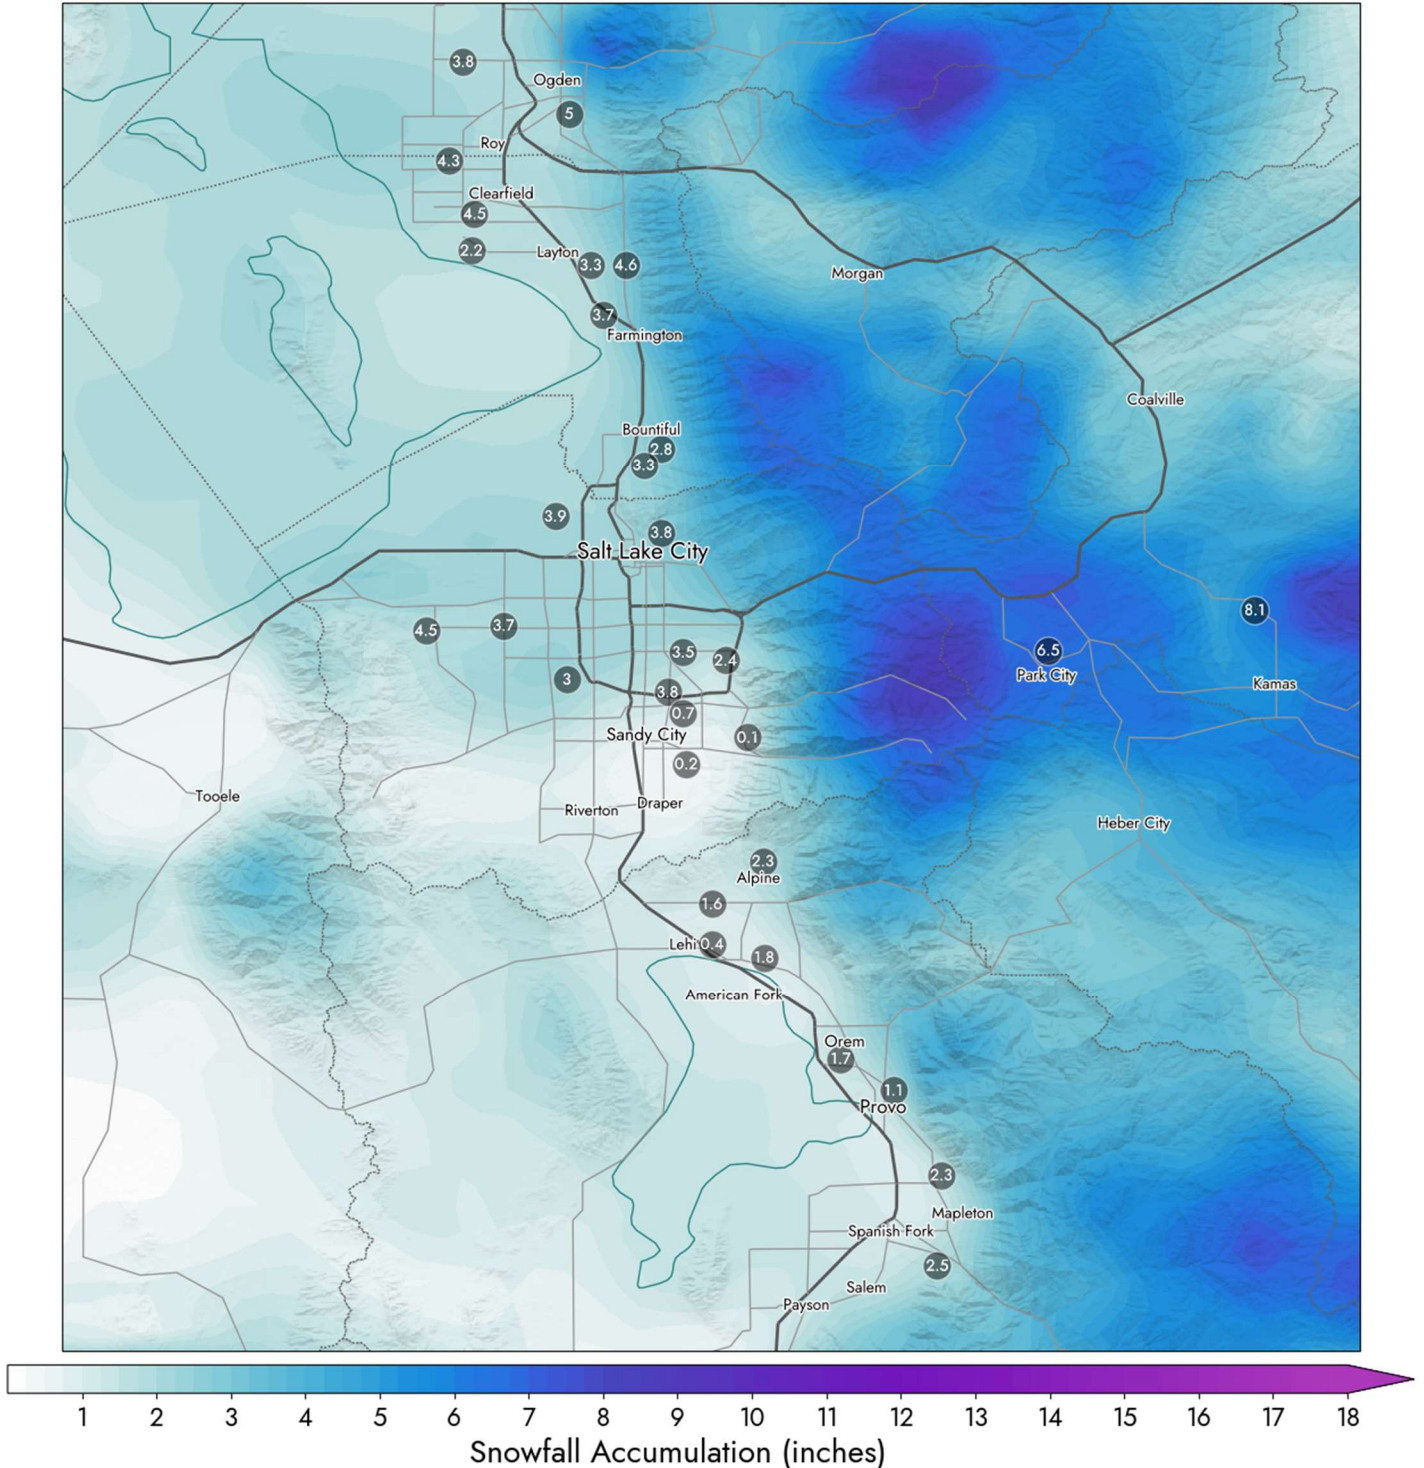 3.8
Ogden
5
Roy
4.3
Clearfield
4.5
2.2
Layton
3.3
4.6
Morgan
3.7
Farmington
Coalville
Bountiful
2.8
3.3
3.9
3.8
Salt Lake City
8.1
4.5
3.7
3.5
2.4
6.5
Park City
3
3.8
Kamas
0.7
Sandy City
0.1
0.2
Tooele
Riverton
Draper
Heber City
2.3
Alpine
1.6
Lehi
0.4
1.8
American Fork
Orem
1.7
1.1
Provo
2.3
Mapleton
Spanish Fork
2.5
Salem
Payson
1 2 3 4 5 6 7 8 9 10 11 12 13 14 15 16 17 18
Snowfall Accumulation (inches)